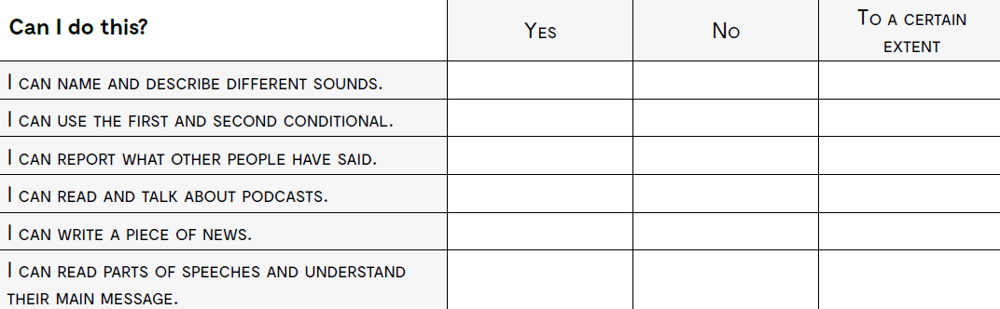 Can I do this?
Yes
No
To a certain
extent
I can name and describe different sounds.
I can use the first and second conditional.
I can report what other people have said.
I can read and talk about podcasts.
I can write a piece of news.
I can read parts of speeches and understand
their main message.